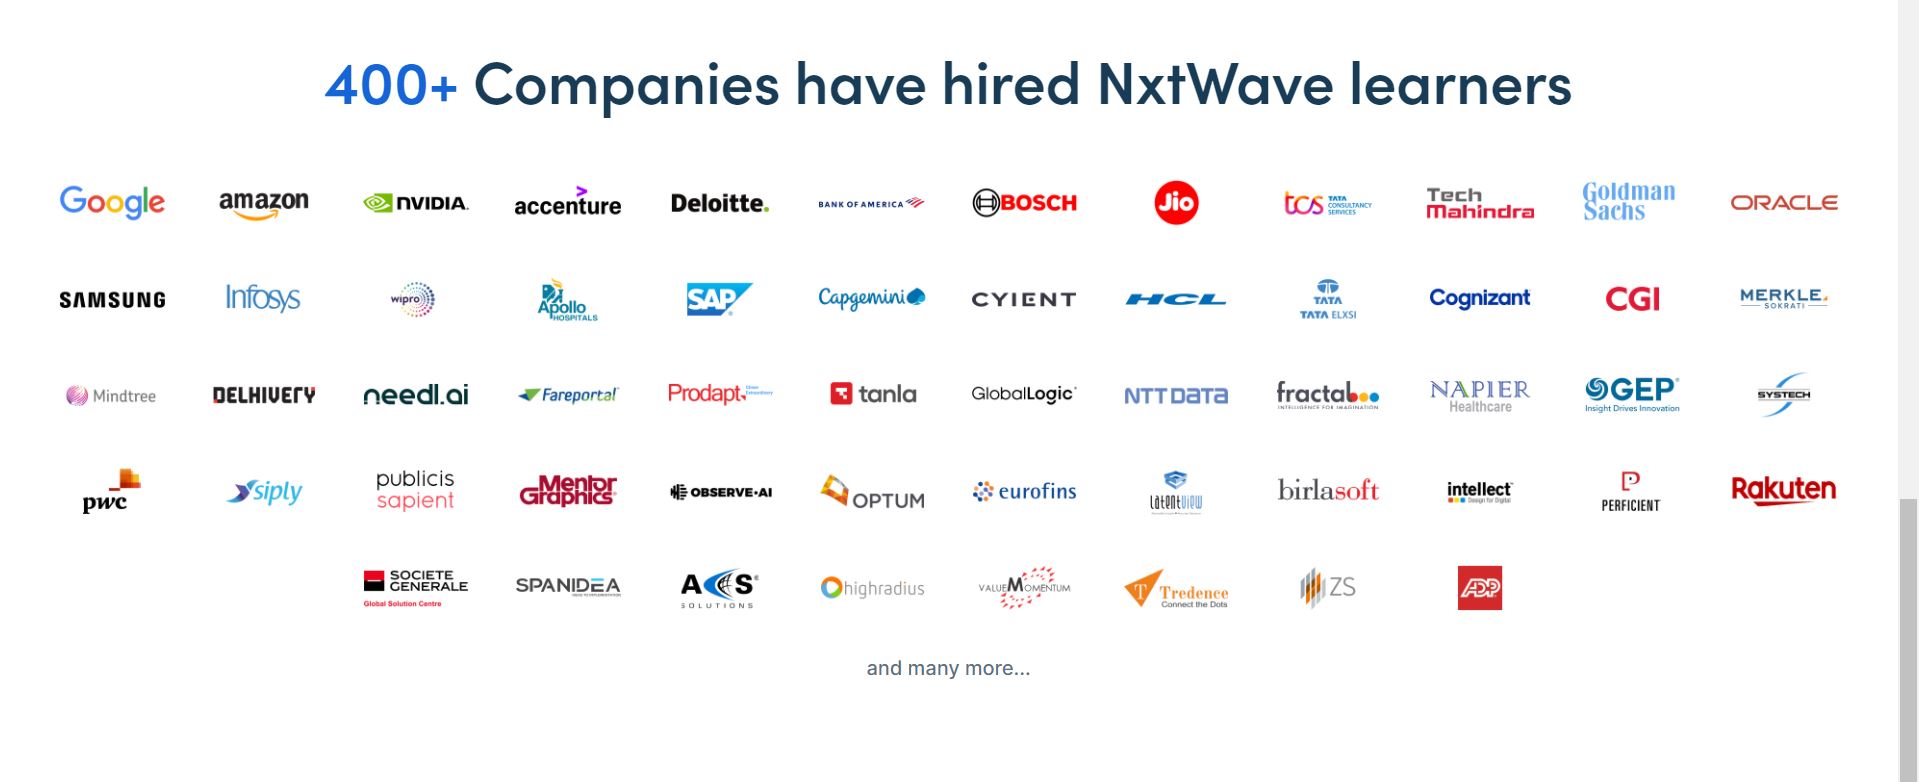 400+ Companies have hired NxtWave learners
Google
amazon
NVIDIA.
accenture
Deloitte.
BANK OF AMERICA
BOSCH
Jio
tcs TATA CONSULTANCY SERVICES
Tech Mahindra
Goldman Sachs
ORACLE
SAMSUNG
Infosys
wipro
Apollo HOSPITALS
SAP
Capgemini
CYIENT
HCL
TATA
TATA ELXSI
Cognizant
CGI
MERKLE
SOKRATI
Mindtree
DELHIVERY
needl.ai
Fareportal
Prodapt
tanla
GlobalLogic
NTT DATA
fractal
INTELLIGENCE FOR IMAGINATION
NAPIER
Healthcare
GEP
Insight Drives Innovation
SYSTECH
pwc
siply
publicis
sapient
Mentor
Graphics
OBSERVE.AI
OPTUM
eurofins
LatentView
birlasoft
intellect
Design for Digital
PERFICIENT
Rakuten
SOCIETE
GENERALE
Global Solution Centre
SPANIDEA
ACS
SOLUTIONS
highradius
VALUEMOMENTUM
T Tredence
Connect the Dots
ZS
ADP
and many more...